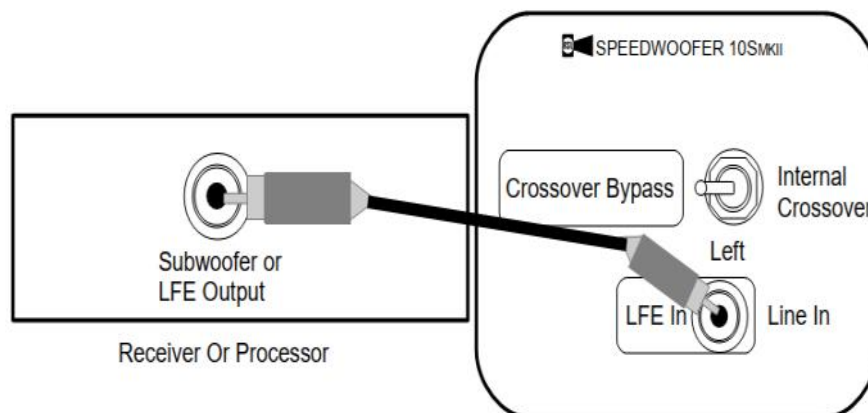 SPEEDWOOFER 10SMKII
Crossover Bypass
Internal
Crossover
Left
LFE In
Line In
Subwoofer or
LFE Output
Receiver Or Processor